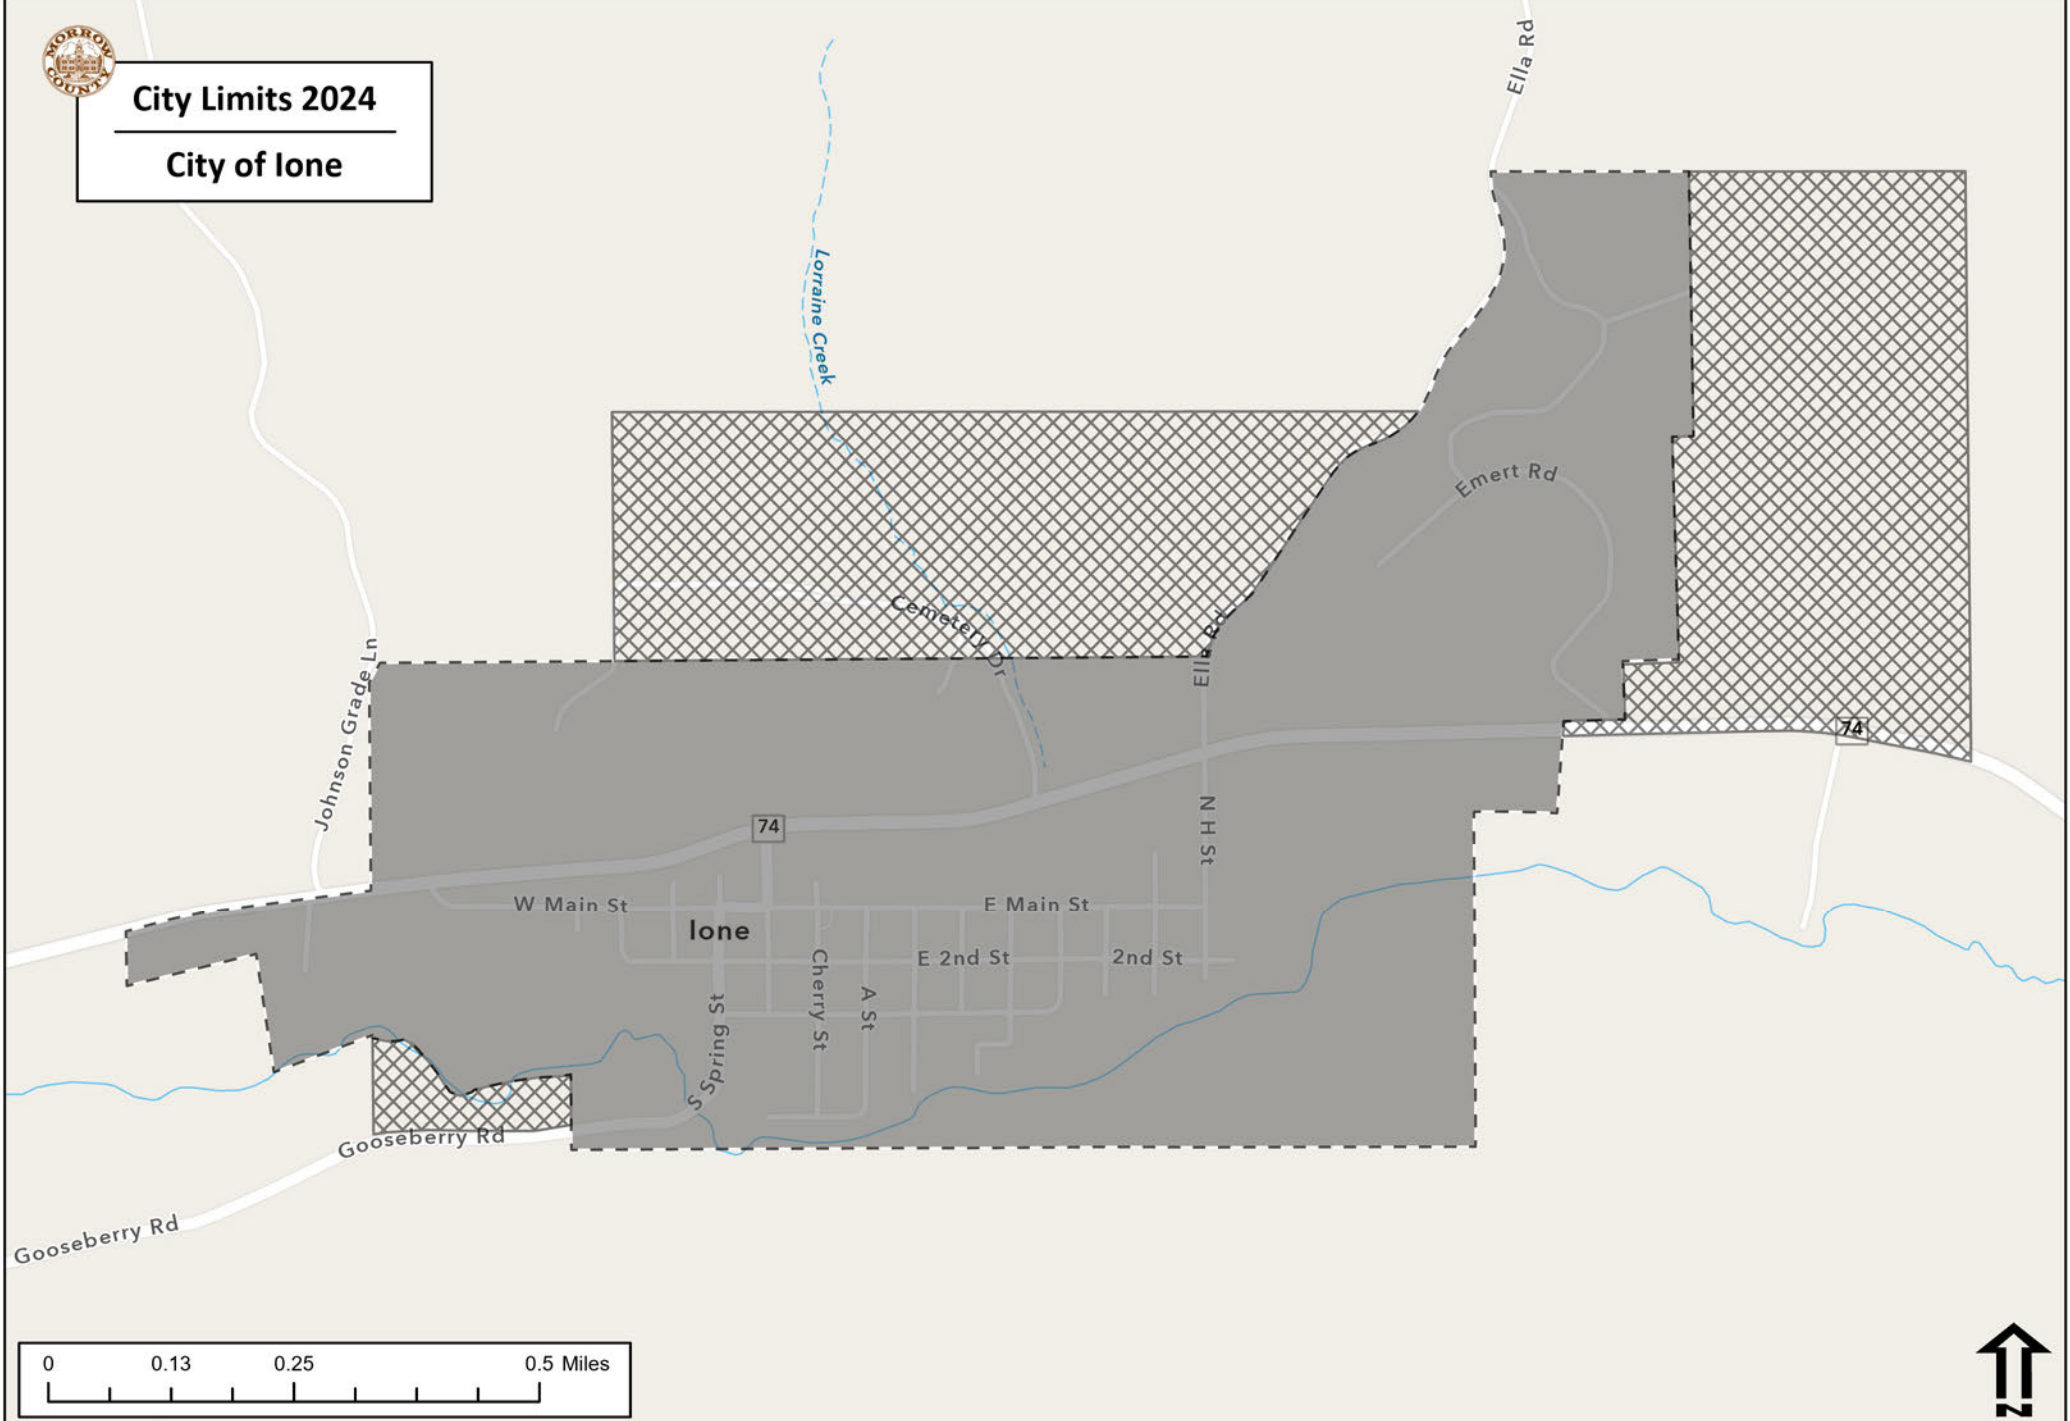 MORROW
COUNTY
City Limits 2024
City of Ione
Ella Rd
Lorraine Creek
Emert Rd
Cemetery Dr
Ella Rd
Johnson Grade Ln
74
74
N H St
W Main St
E Main St
Ione
E 2nd St
2nd St
Cherry St
A St
S Spring St
Gooseberry Rd
Gooseberry Rd
0 0.13 0.25 0.5 Miles
N